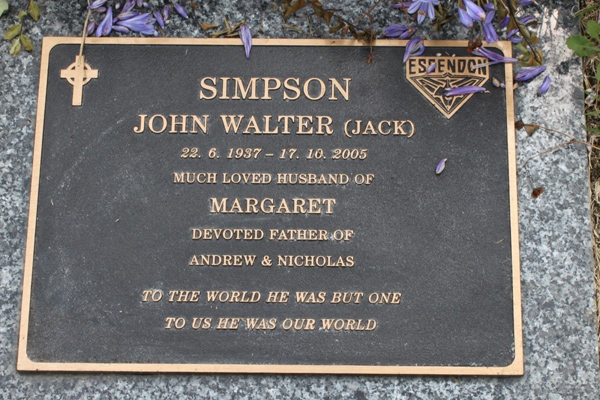 ESSENDON
SIMPSON
JOHN WALTER (JACK)
22. 6. 1937 – 17. 10. 2005
MUCH LOVED HUSBAND OF
MARGARET
DEVOTED FATHER OF
ANDREW & NICHOLAS
TO THE WORLD HE WAS BUT ONE
TO US HE WAS OUR WORLD